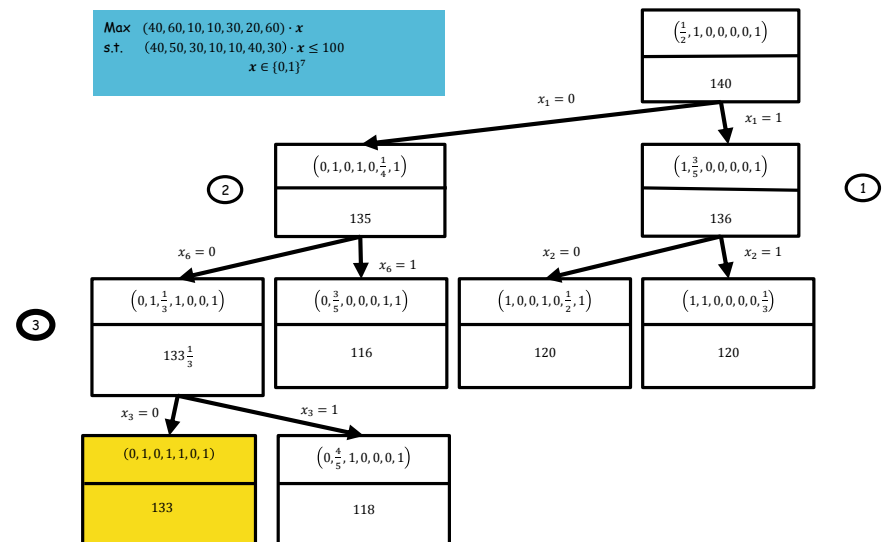 Max (40, 60, 10, 10, 30, 20, 60) · x
s.t. (40, 50, 30, 10, 10, 40, 30) · x ≤ 100
x ∈ {0,1}⁷
(1/2, 1, 0, 0, 0, 0, 1)
140
x₁ = 0
x₁ = 1
(0, 1, 0, 1, 0, 1/4, 1)
135
2
(1, 3/5, 0, 0, 0, 0, 1)
136
1
x₆ = 0
x₆ = 1
x₂ = 0
x₂ = 1
3
(0, 1, 1/3, 1, 0, 0, 1)
133 1/3
(0, 3/5, 0, 0, 0, 1, 1)
116
(1, 0, 0, 1, 0, 1/2, 1)
120
(1, 1, 0, 0, 0, 0, 1/3)
120
x₃ = 0
x₃ = 1
(0, 1, 0, 1, 1, 0, 1)
133
(0, 4/5, 1, 0, 0, 0, 1)
118